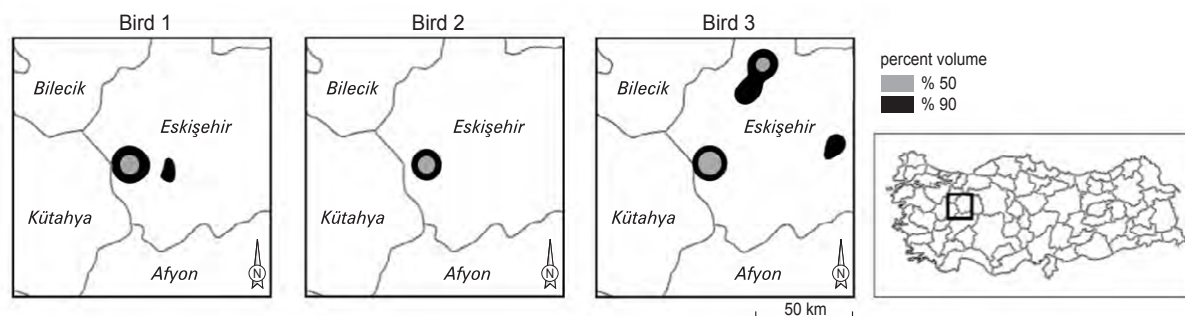 Bird 1
Bilecik
Eskişehir
Kütahya
Afyon
N
Bird 2
Bilecik
Eskişehir
Kütahya
Afyon
N
Bird 3
Bilecik
Eskişehir
Kütahya
Afyon
N
50 km
percent volume
% 50
% 90